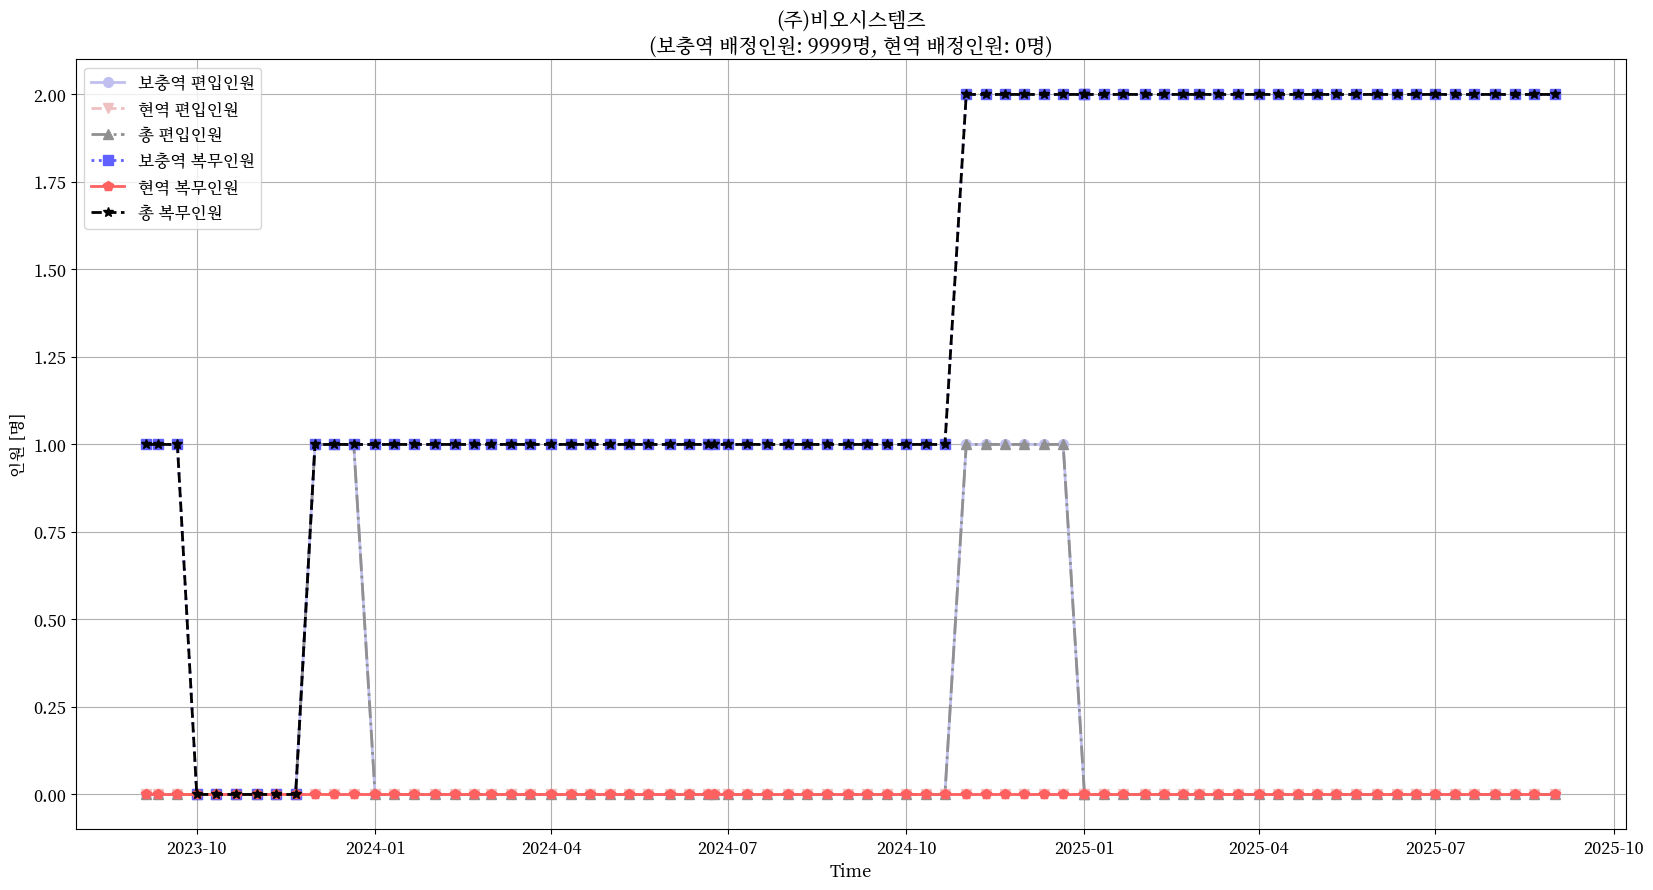 (주)비오시스템즈
(보충역 배정인원: 9999명, 현역 배정인원: 0명)
보충역 편입인원
현역 편입인원
총 편입인원
보충역 복무인원
현역 복무인원
총 복무인원
2.00
1.75
1.50
1.25
1.00
0.75
0.50
0.25
0.00
인원 [명]
2023-10
2024-01
2024-04
2024-07
2024-10
2025-01
2025-04
2025-07
2025-10
Time